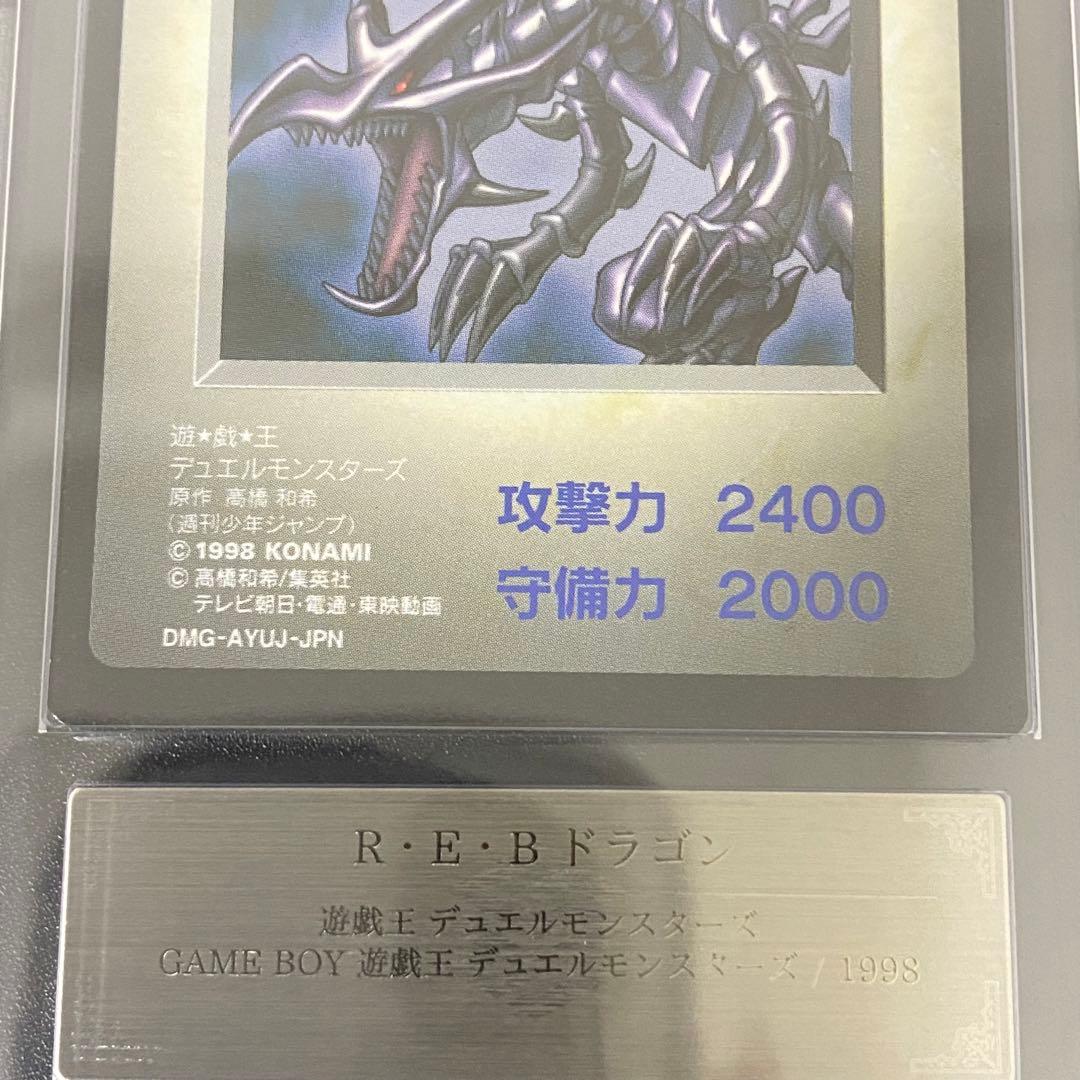 遊★戯★王
デュエルモンスターズ
原作 高橋 和希
(週刊少年ジャンプ)
© 1998 KONAMI
© 高橋和希/集英社
テレビ朝日・電通・東映動画
DMG-AYUJ-JPN
攻撃力 2400
守備力 2000
R・E・B ドラゴン
遊戯王 デュエルモンスターズ
GAME BOY 遊戯王 デュエルモンスターズ / 1998